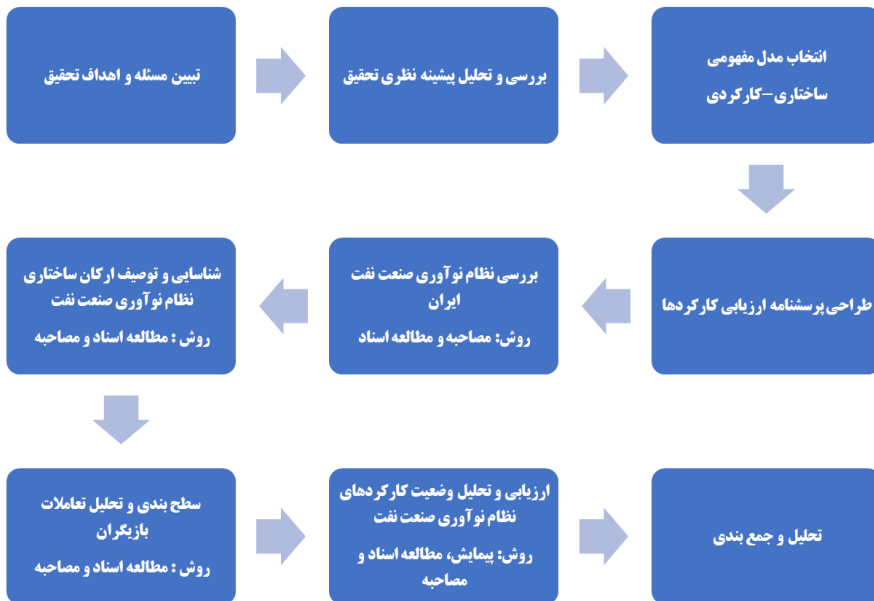 تبیین مسئله و اهداف تحقیق
بررسی و تحلیل پیشینه نظری تحقیق
انتخاب مدل مفهومی
ساختاری-کارکردی
طراحی پرسشنامه ارزیابی کارکردها
بررسی نظام نوآوری صنعت نفت
ایران
روش: مصاحبه و مطالعه اسناد
شناسایی و توصیف ارکان ساختاری
نظام نوآوری صنعت نفت
روش : مطالعه اسناد و مصاحبه
سطح بندی و تحلیل تعاملات
بازیگران
روش : مطالعه اسناد و مصاحبه
ارزیابی و تحلیل وضعیت کارکردهای
نظام نوآوری صنعت نفت
روش: پیمایش، مطالعه اسناد و
مصاحبه
تحلیل و جمع بندی